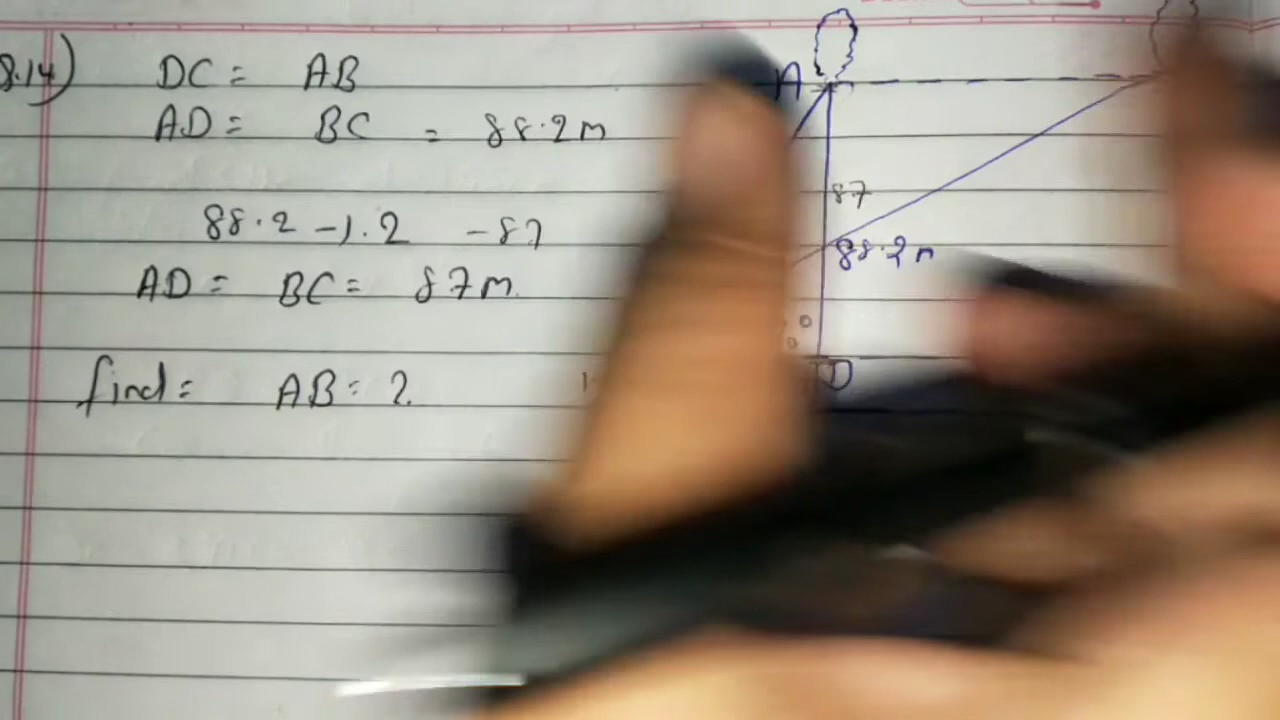 8.14) DC = AB
AD = BC = 88.2m
88.2 - 1.2 - 87
AD = BC = 87m.
find = AB = ?
A
87
88.2m
D